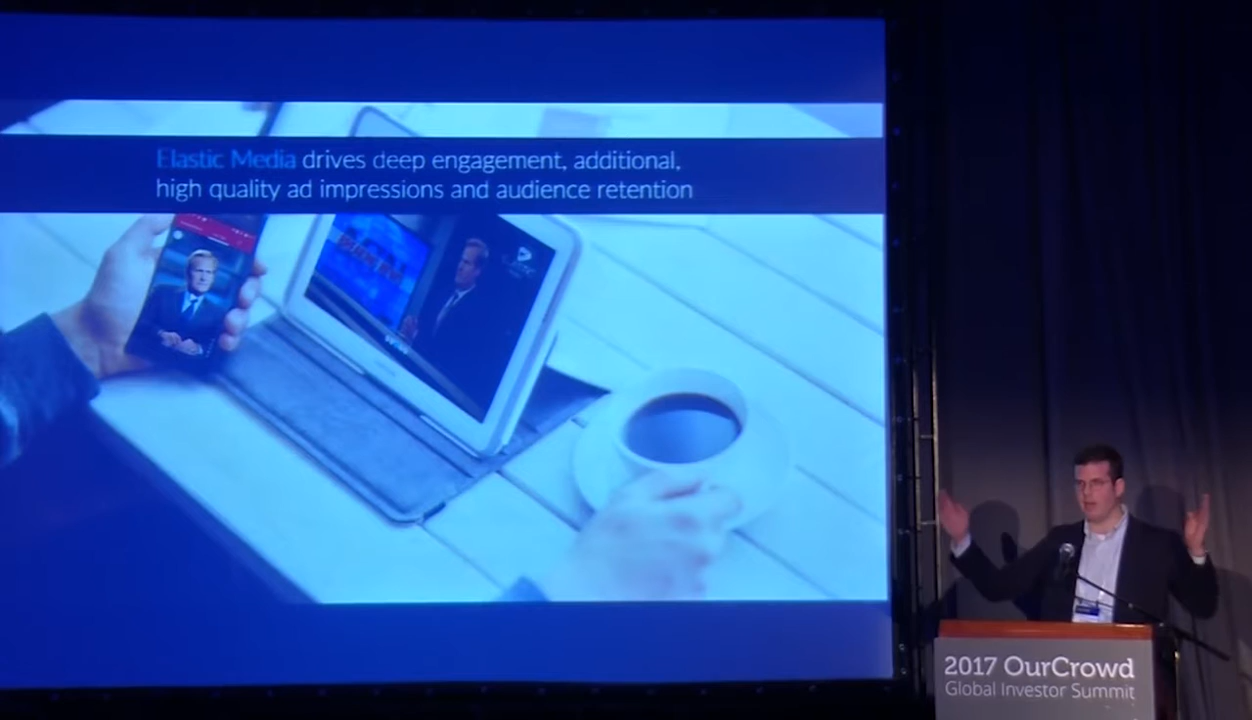 Elastic Media drives deep engagement, additional,
high quality ad impressions and audience retention
2017 OurCrowd
Global Investor Summit